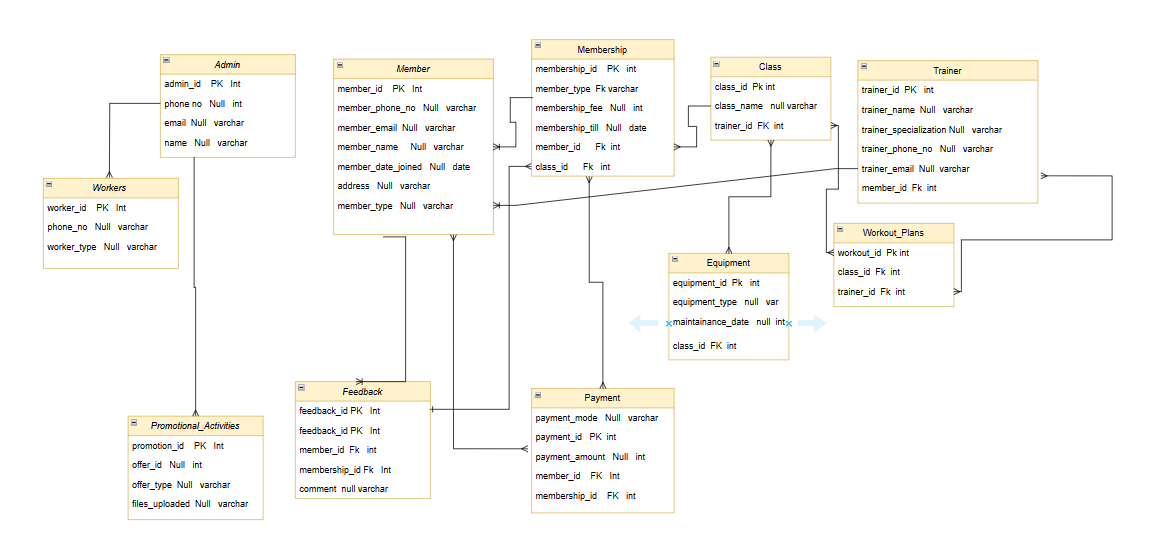 Admin
admin_id PK Int
phone no Null int
email Null varchar
name Null varchar
Workers
worker_id PK Int
phone_no Null varchar
worker_type Null varchar
Promotional_Activities
promotion_id PK Int
offer_id Null int
offer_type Null varchar
files_uploaded Null varchar
Member
member_id PK Int
member_phone_no Null varchar
member_email Null varchar
member_name Null varchar
member_date_joined Null date
address Null varchar
member_type Null varchar
Feedback
feedback_id PK Int
feedback_id PK Int
member_id Fk int
membership_id Fk Int
comment null varchar
Membership
membership_id PK int
member_type Fk varchar
membership_fee Null int
membership_till Null date
member_id Fk int
class_id Fk int
Payment
payment_mode Null varchar
payment_id PK int
payment_amount Null int
member_id FK Int
membership_id FK int
Class
class_id Pk int
class_name null varchar
trainer_id FK int
Equipment
equipment_id Pk int
equipment_type null var
maintainance_date null int
class_id FK int
Trainer
trainer_id PK int
trainer_name Null varchar
trainer_specialization Null varchar
trainer_phone_no Null varchar
trainer_email Null varchar
member_id Fk int
Workout_Plans
workout_id Pk int
class_id Fk int
trainer_id Fk int